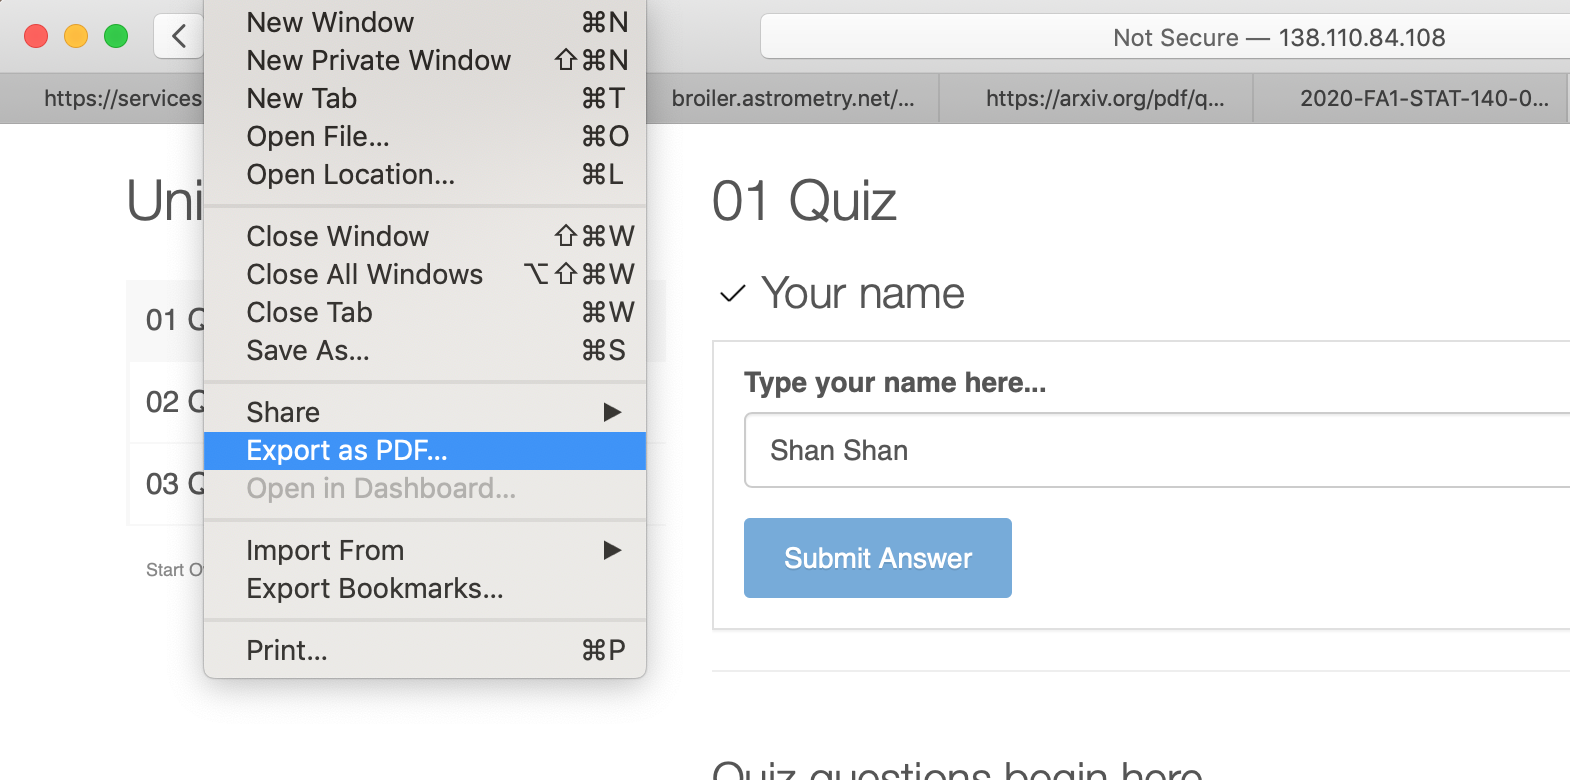 Not Secure — 138.110.84.108
https://services
broiler.astrometry.net/...
https://arxiv.org/pdf/q...
2020-FA1-STAT-140-0...
New Window ⌘N
New Private Window ⇧⌘N
New Tab ⌘T
Open File... ⌘O
Open Location... ⌘L
Close Window ⇧⌘W
Close All Windows ⌥⇧⌘W
Close Tab ⌘W
Save As... ⌘S
Share ▶
Export as PDF...
Open in Dashboard...
Import From ▶
Export Bookmarks...
Print... ⌘P
Uni
01 Q
02 Q
03 Q
Start O
01 Quiz
✓ Your name
Type your name here...
Shan Shan
Submit Answer
Quiz questions begin here